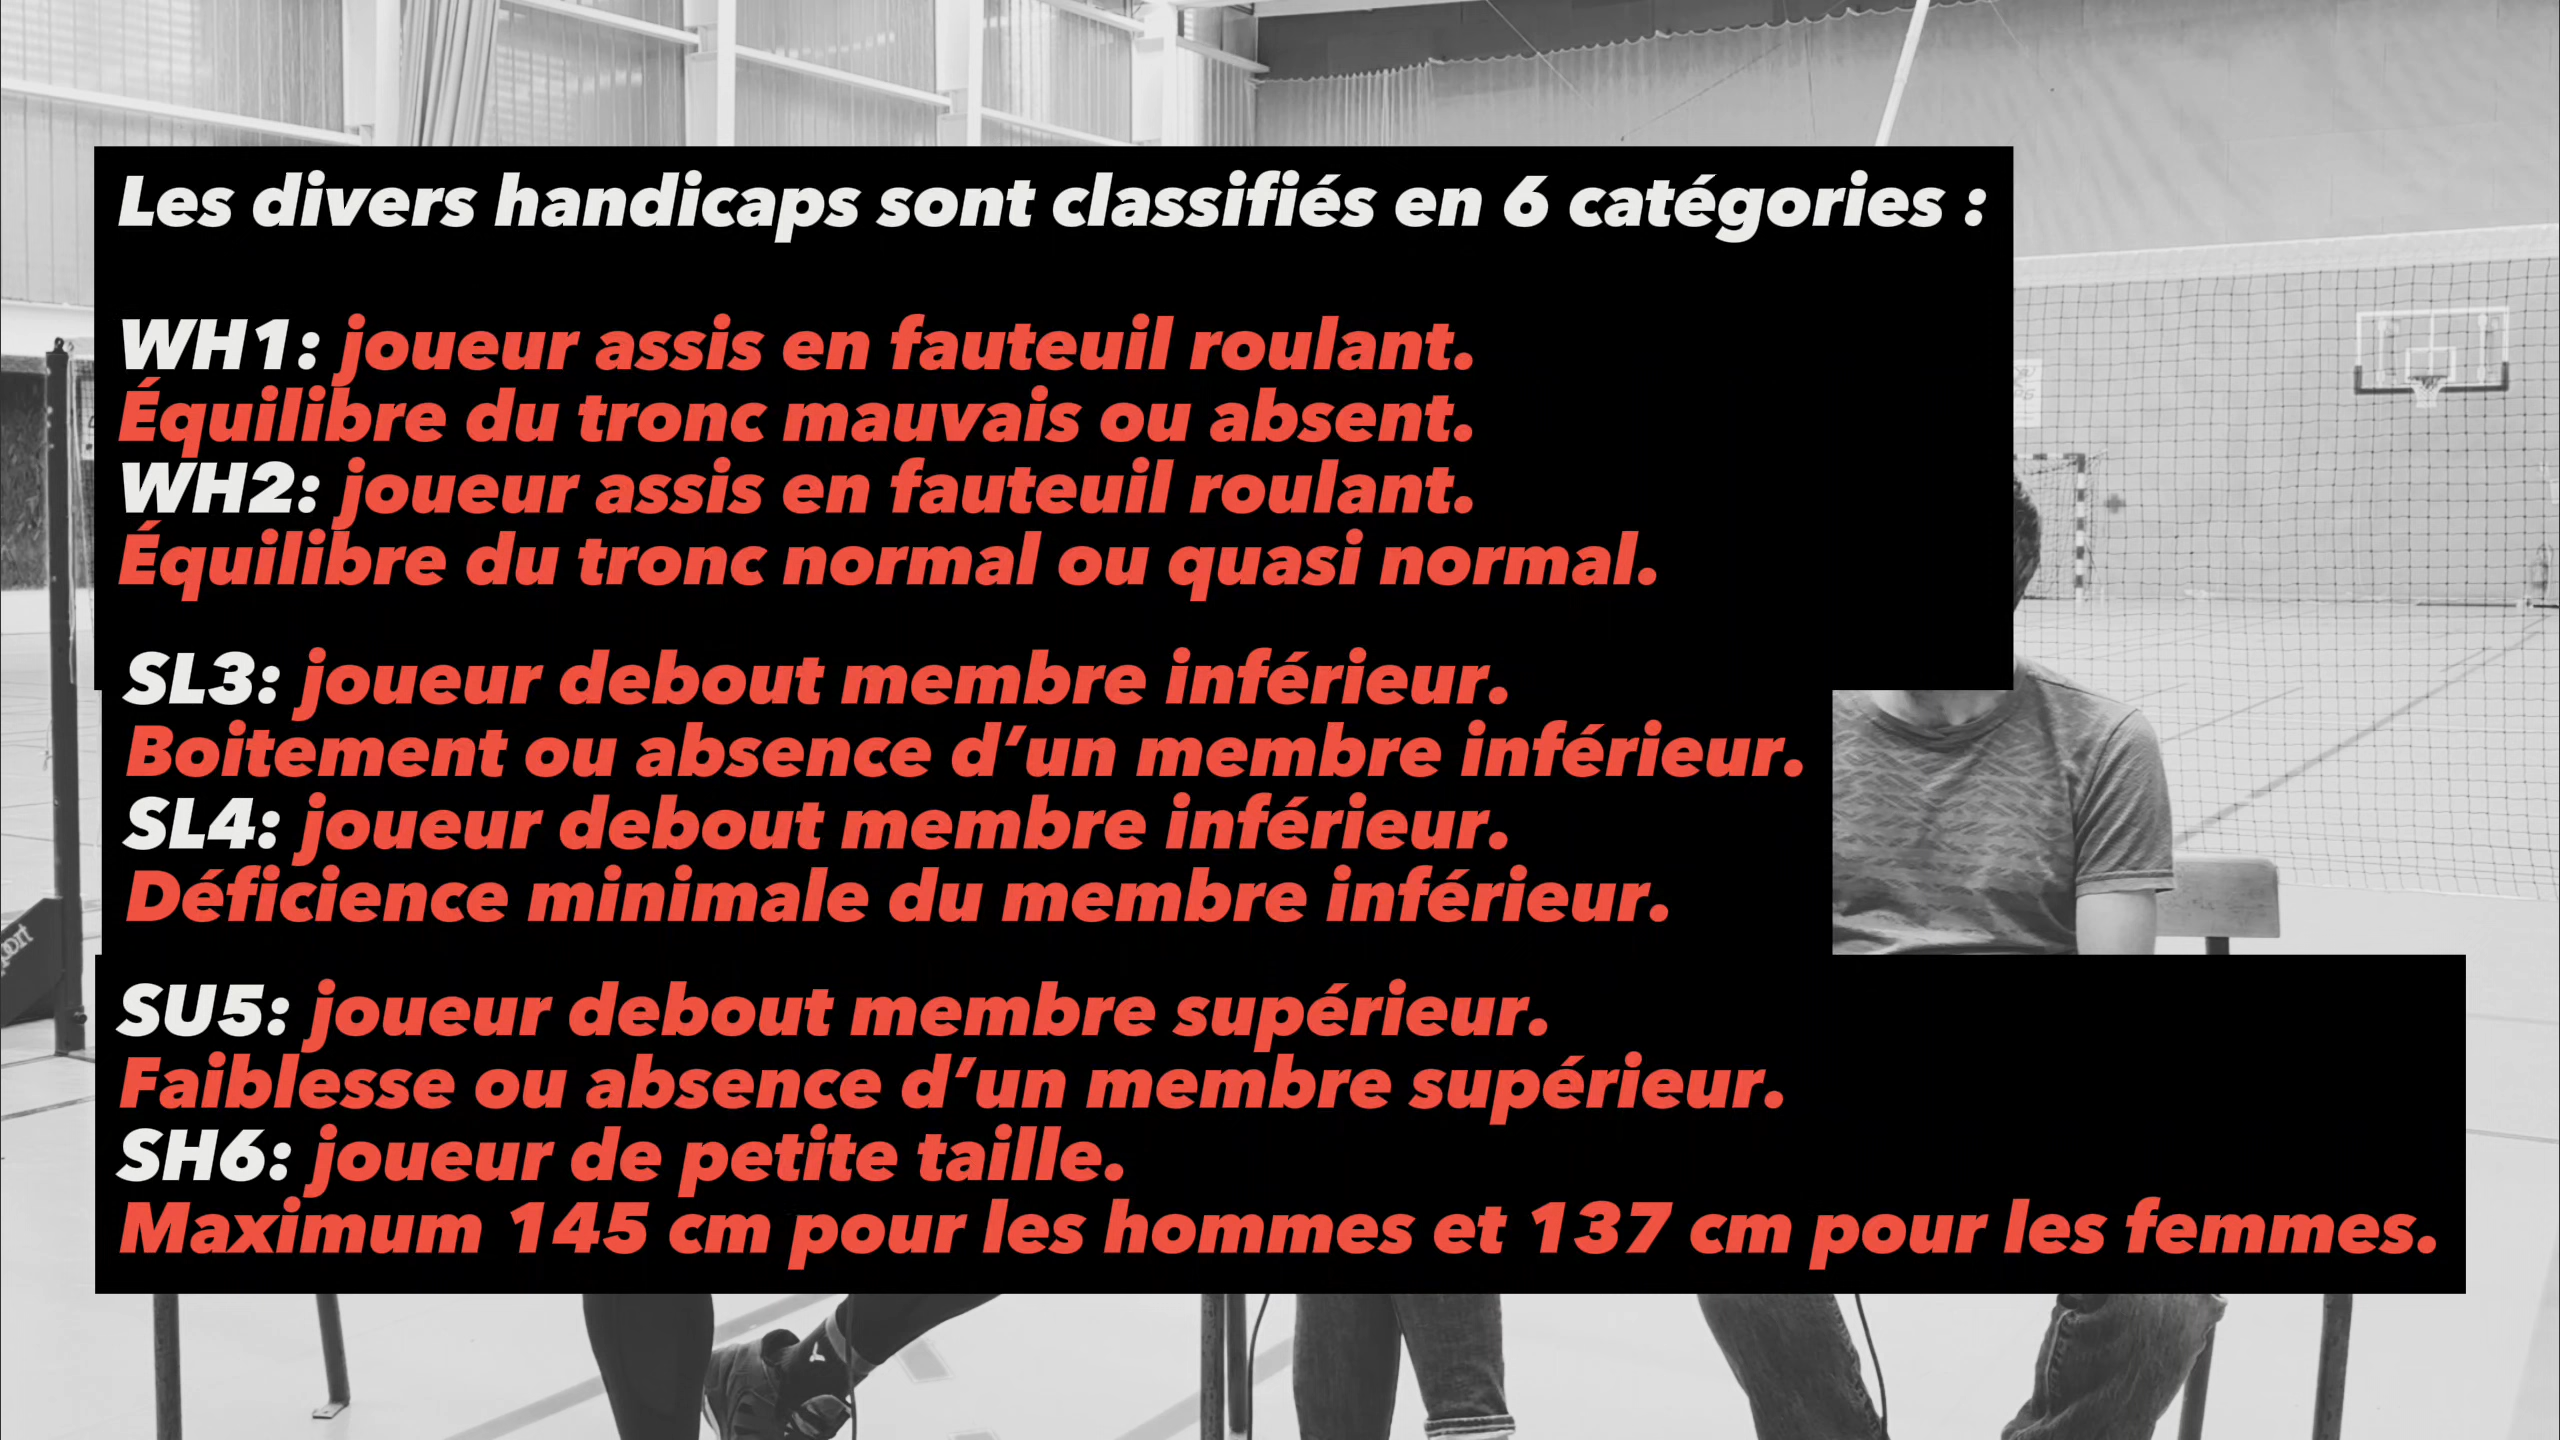 Les divers handicaps sont classifiés en 6 catégories :
WH1: joueur assis en fauteuil roulant.
Équilibre du tronc mauvais ou absent.
WH2: joueur assis en fauteuil roulant.
Équilibre du tronc normal ou quasi normal.
SL3: joueur debout membre inférieur.
Boitement ou absence d’un membre inférieur.
SL4: joueur debout membre inférieur.
Déficience minimale du membre inférieur.
SU5: joueur debout membre supérieur.
Faiblesse ou absence d’un membre supérieur.
SH6: joueur de petite taille.
Maximum 145 cm pour les hommes et 137 cm pour les femmes.